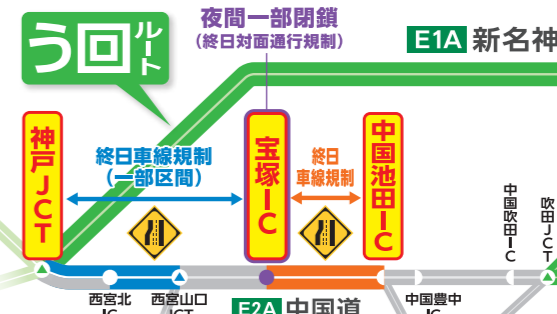 夜間一部閉鎖
(終日対面通行規制)
E1A 新名神
う回
ルート
神戸JCT
終日車線規制
(一部区間)
宝塚IC
終日
車線規制
中国池田IC
中国吹田IC
吹田JCT
西宮北
IC
西宮山口
JCT
E2A 中国道
中国豊中
IC